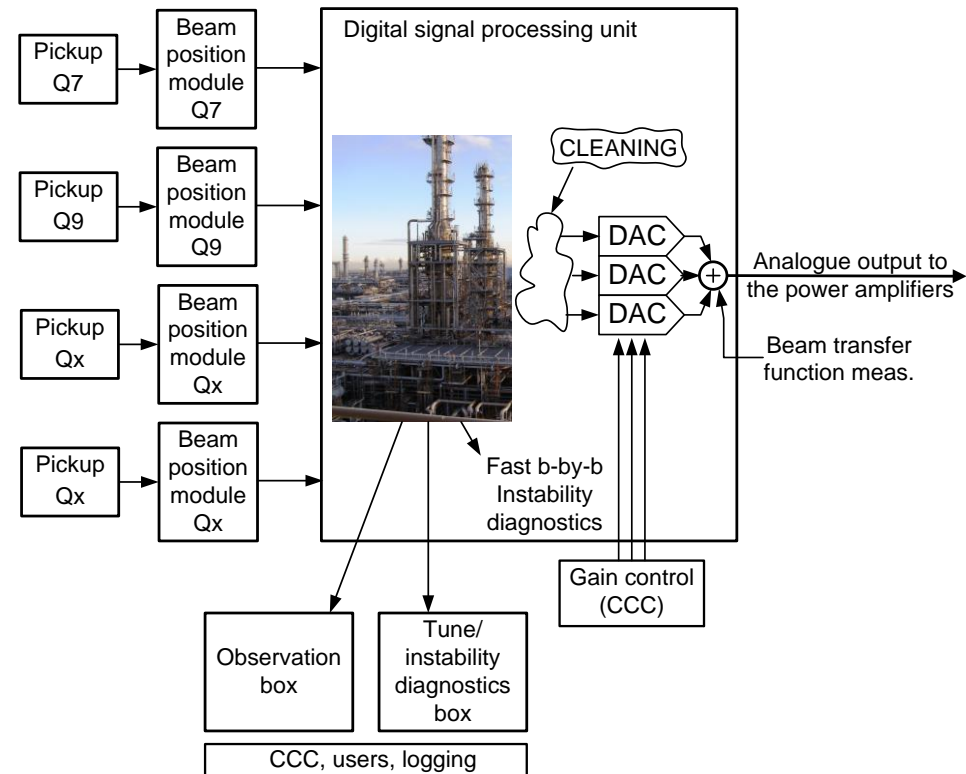 Pickup
Q7
Beam
position
module
Q7
Digital signal processing unit
Pickup
Q9
Beam
position
module
Q9
CLEANING
DAC
DAC
DAC
+
Analogue output to
the power amplifiers
Beam transfer
function meas.
Pickup
Qx
Beam
position
module
Qx
Pickup
Qx
Beam
position
module
Qx
Fast b-by-b
Instability
diagnostics
Gain control
(CCC)
Observation
box
Tune/
instability
diagnostics
box
CCC, users, logging